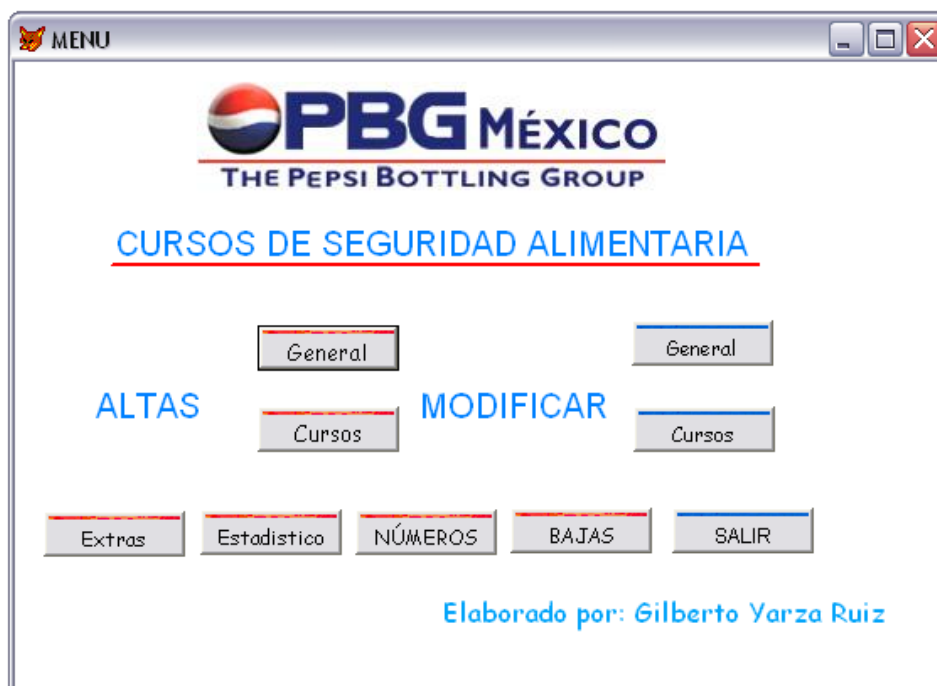 MENU
PBG MÉXICO
THE PEPSI BOTTLING GROUP
CURSOS DE SEGURIDAD ALIMENTARIA
General
General
ALTAS
MODIFICAR
Cursos
Cursos
Extras
Estadistico
NÚMEROS
BAJAS
SALIR
Elaborado por: Gilberto Yarza Ruiz